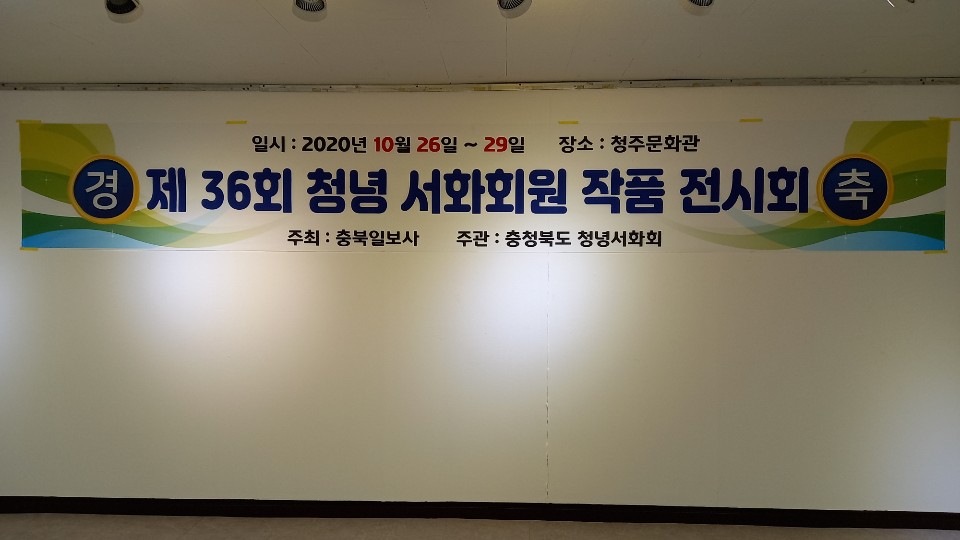 일시 : 2020년 10월 26일 ~ 29일 장소 : 청주문화관
경 제 36회 청녕 서화회원 작품 전시회 축
주최 : 충북일보사 주관 : 충청북도 청녕서화회